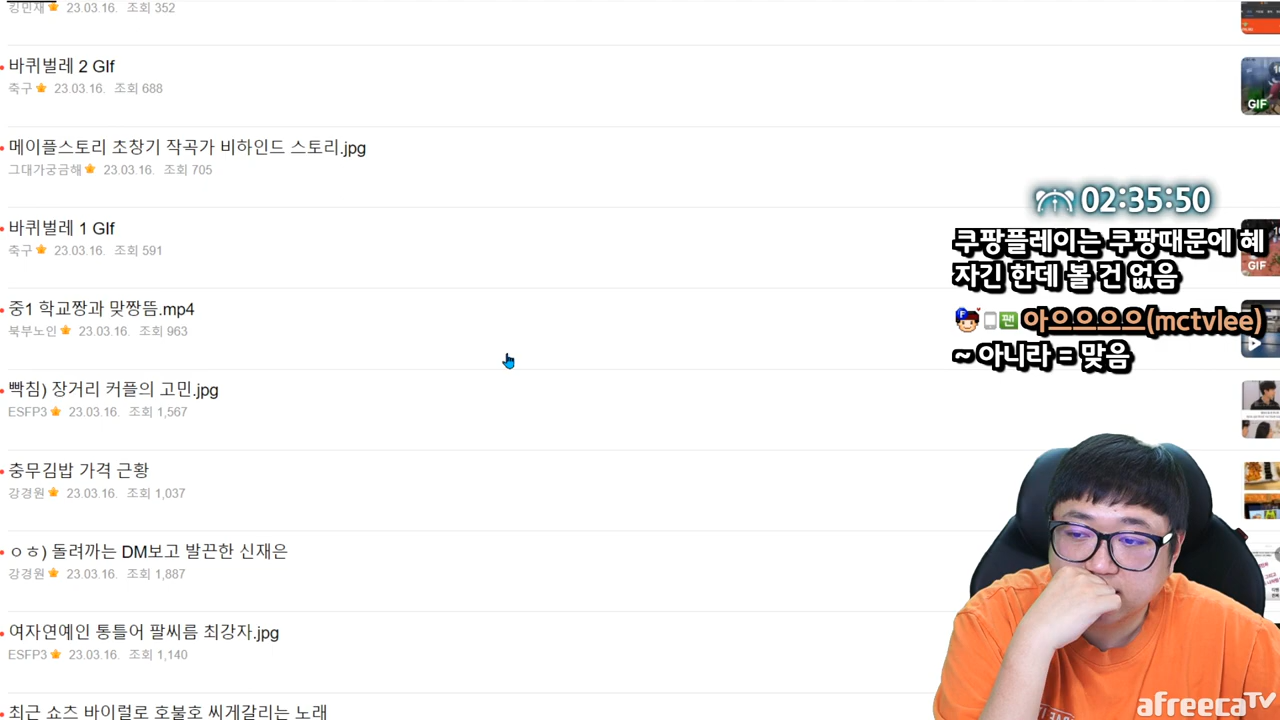 킹민재 23.03.16. 조회 352
바퀴벌레 2 GIf
축구 23.03.16. 조회 688
GIF
메이플스토리 초창기 작곡가 비하인드 스토리.jpg
그대가궁금해 23.03.16. 조회 705
02:35:50
바퀴벌레 1 GIf
축구 23.03.16. 조회 591
쿠팡플레이는 쿠팡때문에 혜
자긴 한데 볼 건 없음
GIF
중1 학교짱과 맞짱뜸.mp4
북부노인 23.03.16. 조회 963
F 팬 아으으으으(mctvlee)
~ 아니라 = 맞음
빡침) 장거리 커플의 고민.jpg
ESFP3 23.03.16. 조회 1,567
충무김밥 가격 근황
강경원 23.03.16. 조회 1,037
ㅇㅎ) 돌려까는 DM보고 발끈한 신재은
강경원 23.03.16. 조회 1,887
여자연예인 통틀어 팔씨름 최강자.jpg
ESFP3 23.03.16. 조회 1,140
최근 쇼츠 바이럴로 호불호 씨게갈리는 노래
afreecaTV